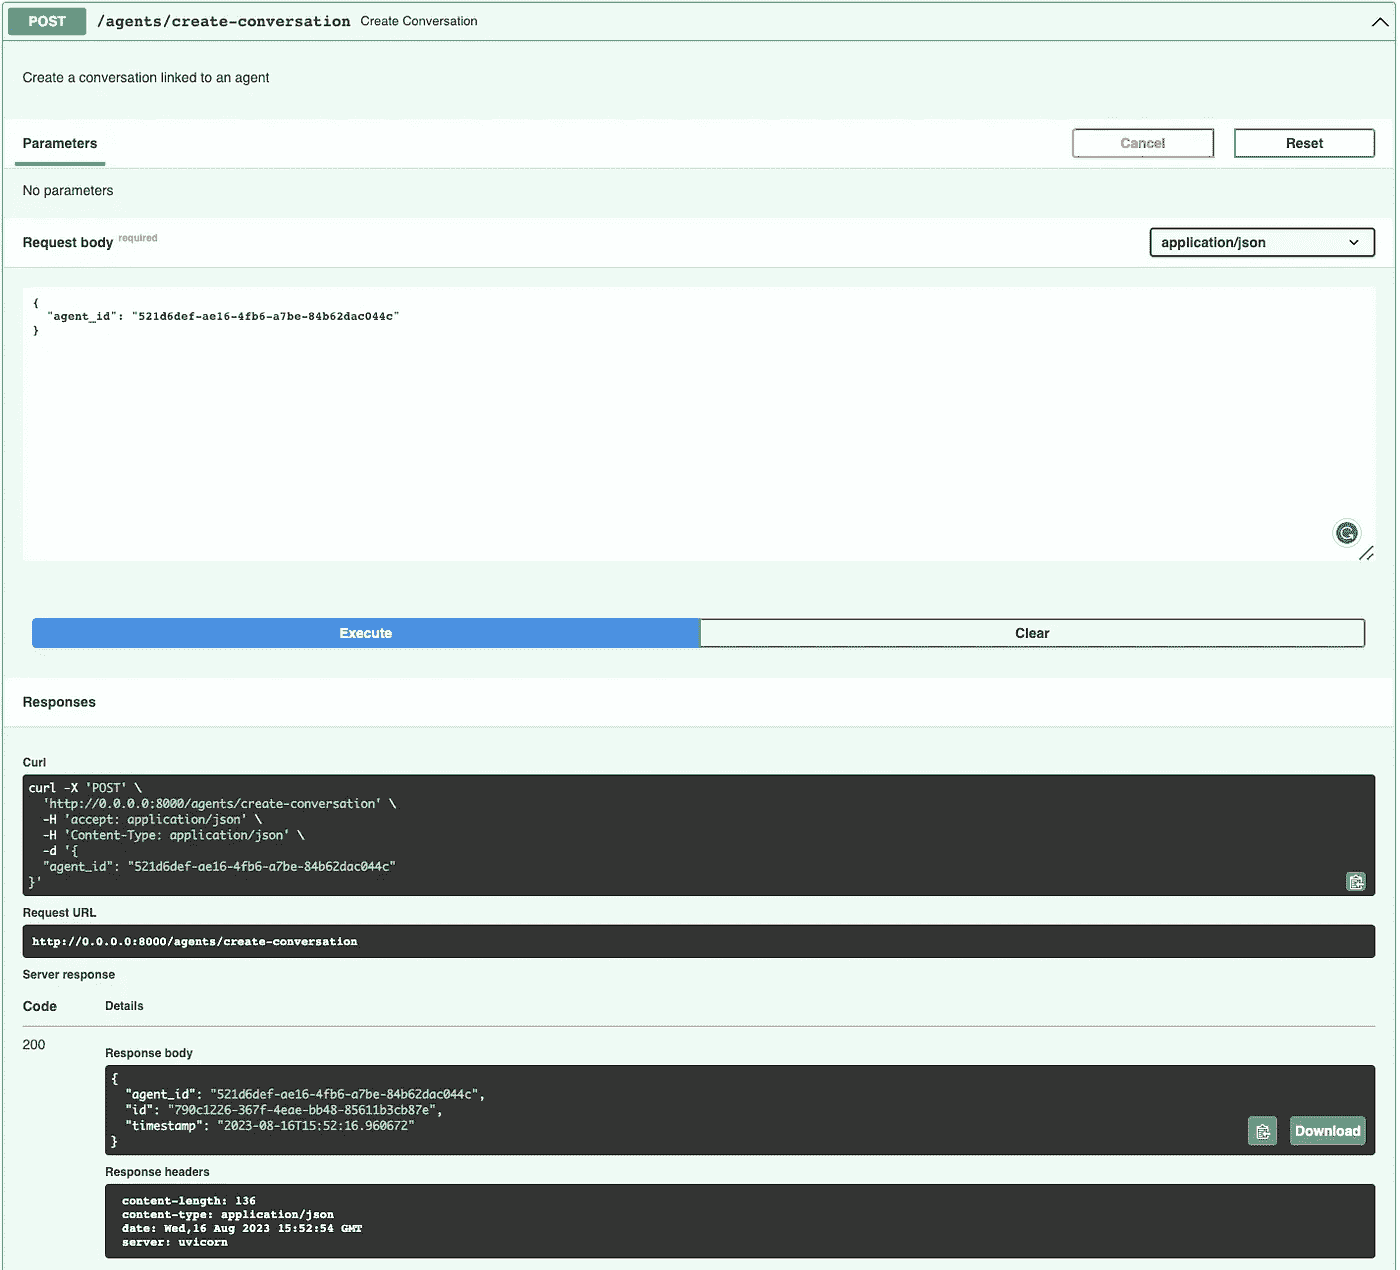 POST /agents/create-conversation Create Conversation
Create a conversation linked to an agent
Parameters
Cancel
Reset
No parameters
Request body required
application/json
{
"agent_id": "521d6def-ae16-4fb6-a7be-84b62dac044c"
}
Execute
Clear
Responses
Curl
curl -X 'POST' \
'http://0.0.0.0:8000/agents/create-conversation' \
-H 'accept: application/json' \
-H 'Content-Type: application/json' \
-d '{
"agent_id": "521d6def-ae16-4fb6-a7be-84b62dac044c"
}'
Request URL
http://0.0.0.0:8000/agents/create-conversation
Server response
Code Details
200
Response body
{
"agent_id": "521d6def-ae16-4fb6-a7be-84b62dac044c",
"id": "790c1226-367f-4eae-bb48-85611b3cb87e",
"timestamp": "2023-08-16T15:52:16.960672"
}
Download
Response headers
content-length: 136
content-type: application/json
date: Wed,16 Aug 2023 15:52:54 GMT
server: uvicorn